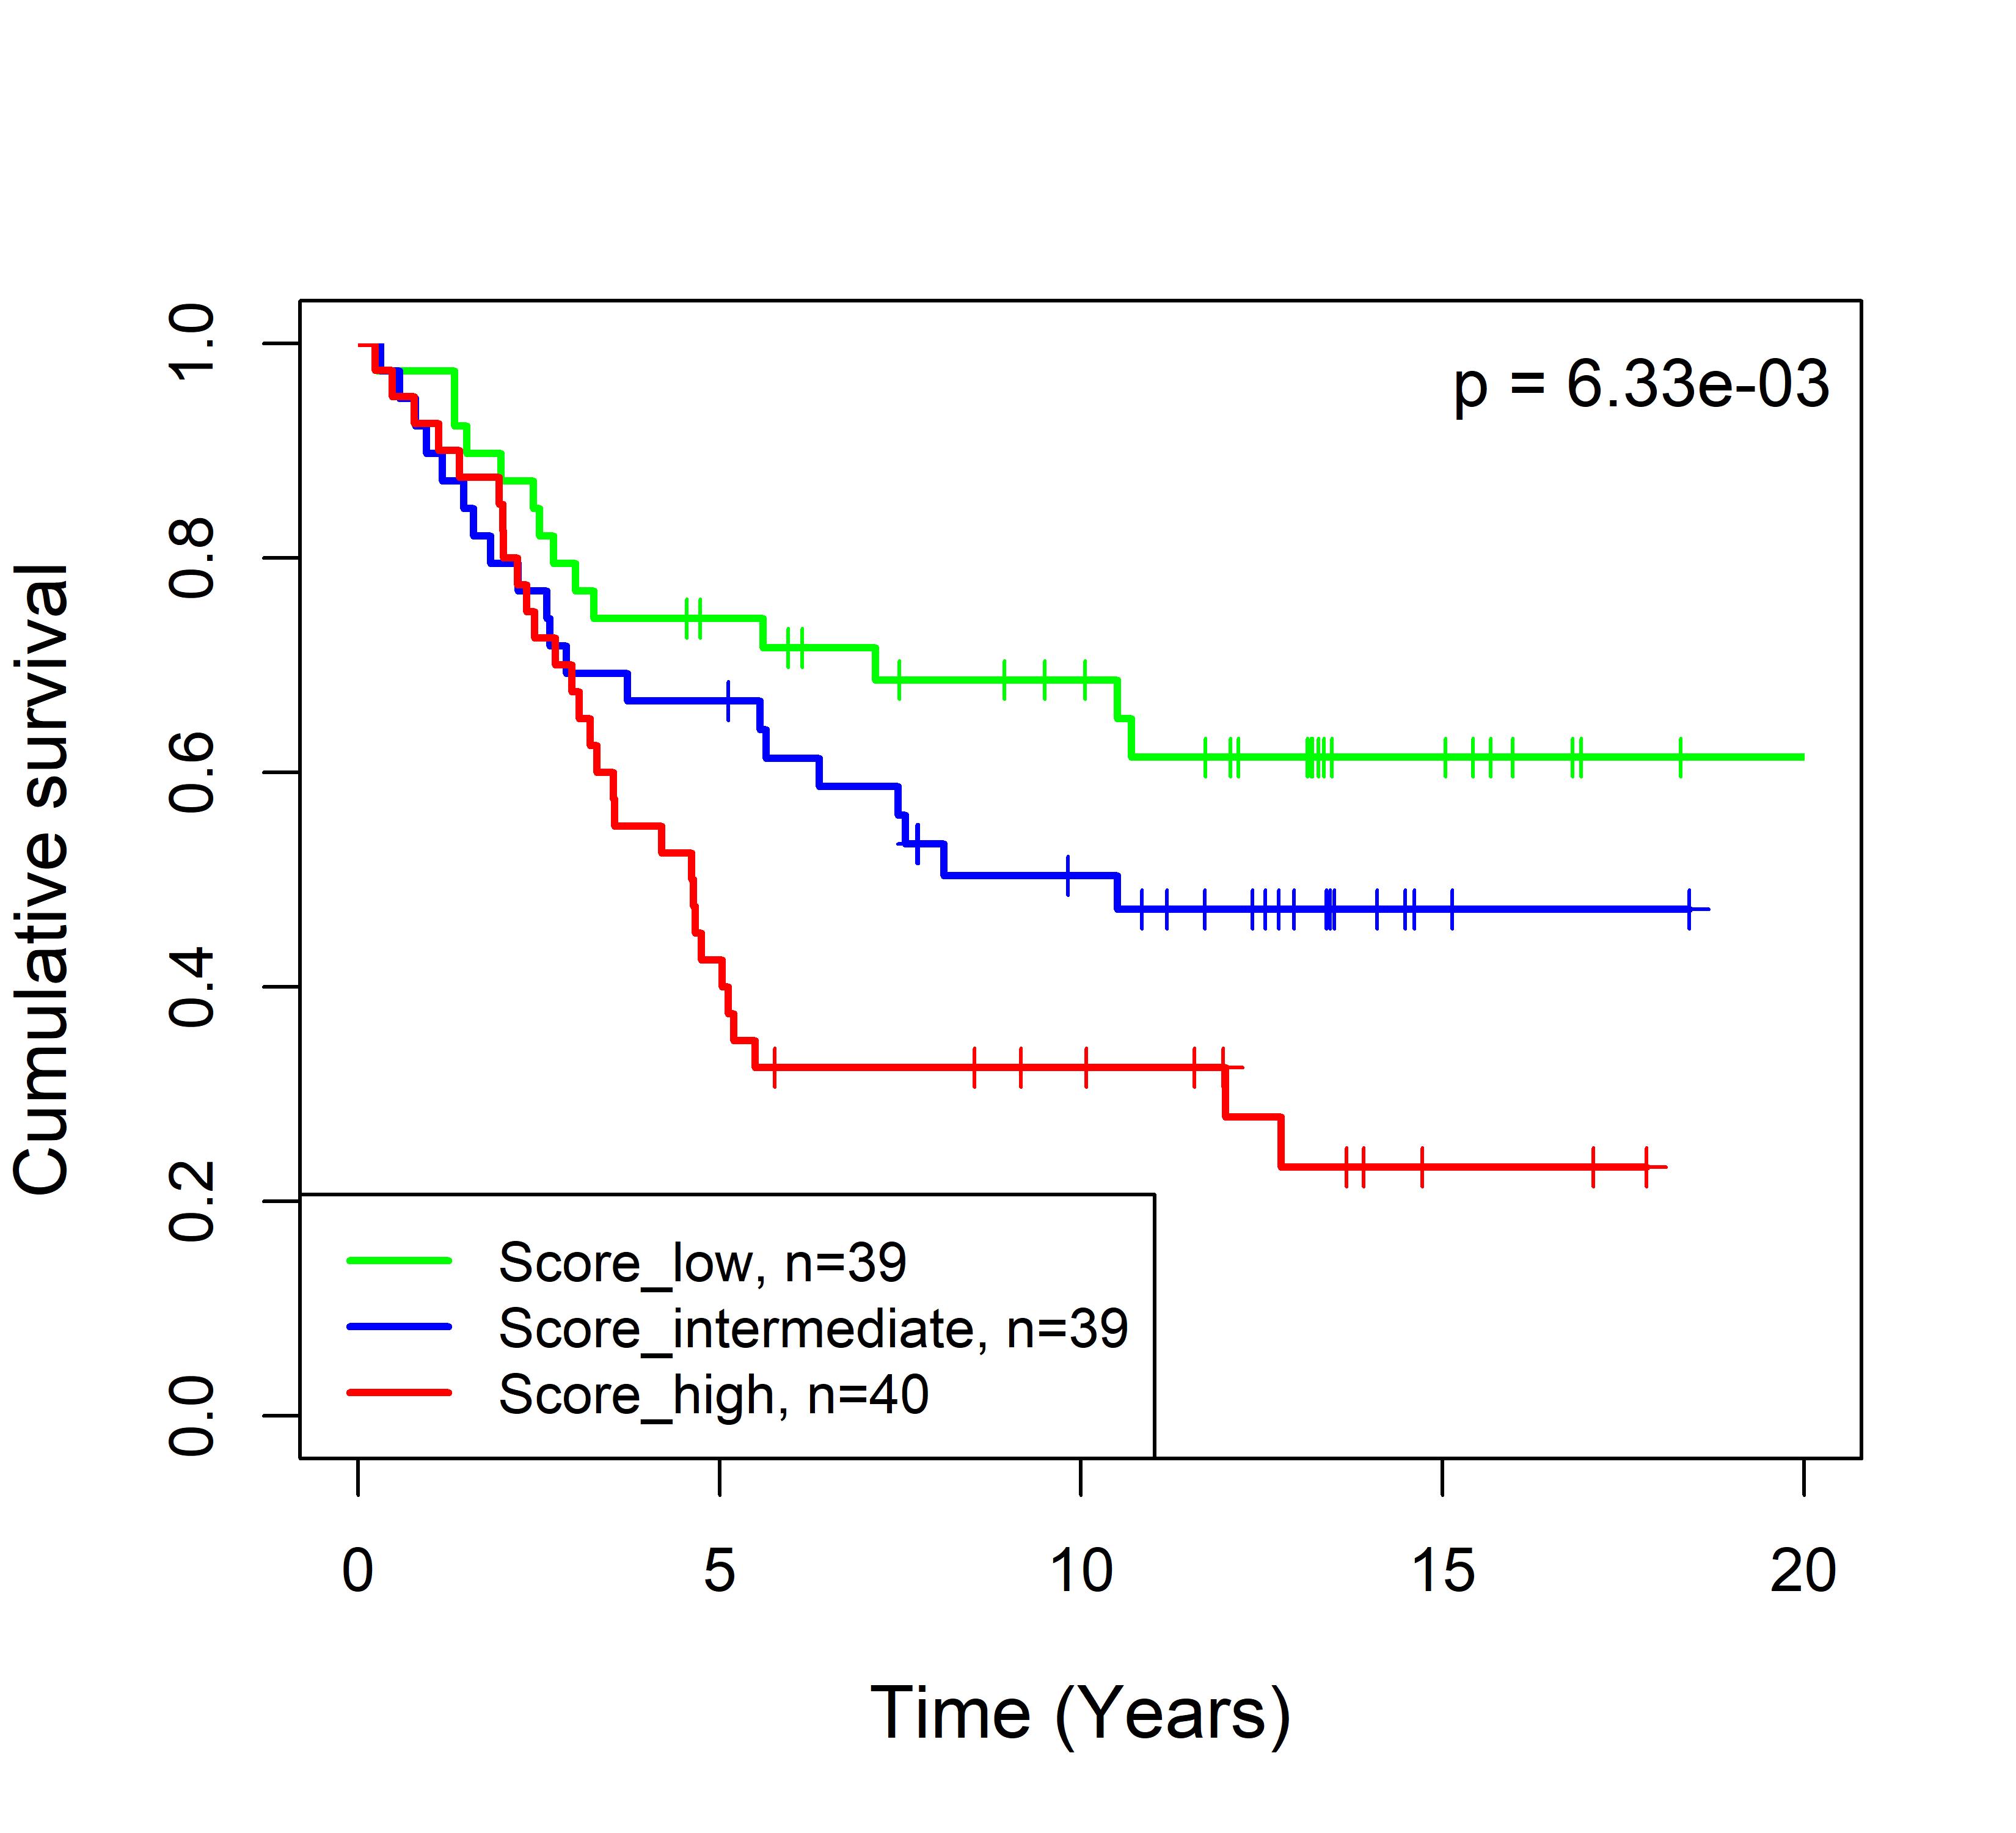 p = 6.33e-03
Cumulative survival
1.0
0.8
0.6
0.4
0.2
0.0
Score_low, n=39
Score_intermediate, n=39
Score_high, n=40
0 5 10 15 20
Time (Years)